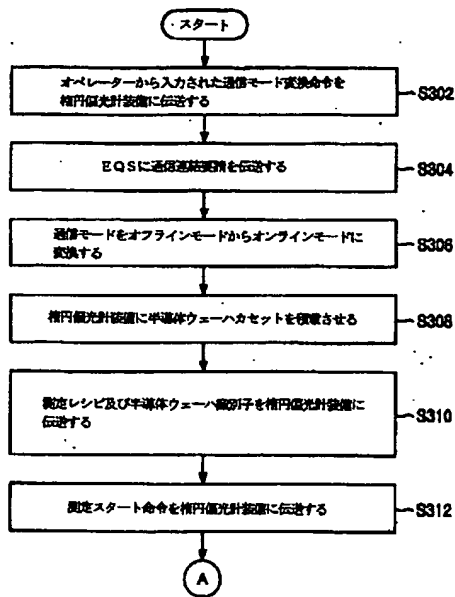 スタート
オペレーターから入力された通信モード変換命令を
楕円偏光計装備に伝送する
S302
EQSに通信連結要請を伝送する
S304
通信モードをオフラインモードからオンラインモードに
変換する
S306
楕円偏光計装備に半導体ウェーハカセットを積載させる
S308
測定レシピ及び半導体ウェーハ識別子を楕円偏光計装備に
伝送する
S310
測定スタート命令を楕円偏光計装備に伝送する
S312
A